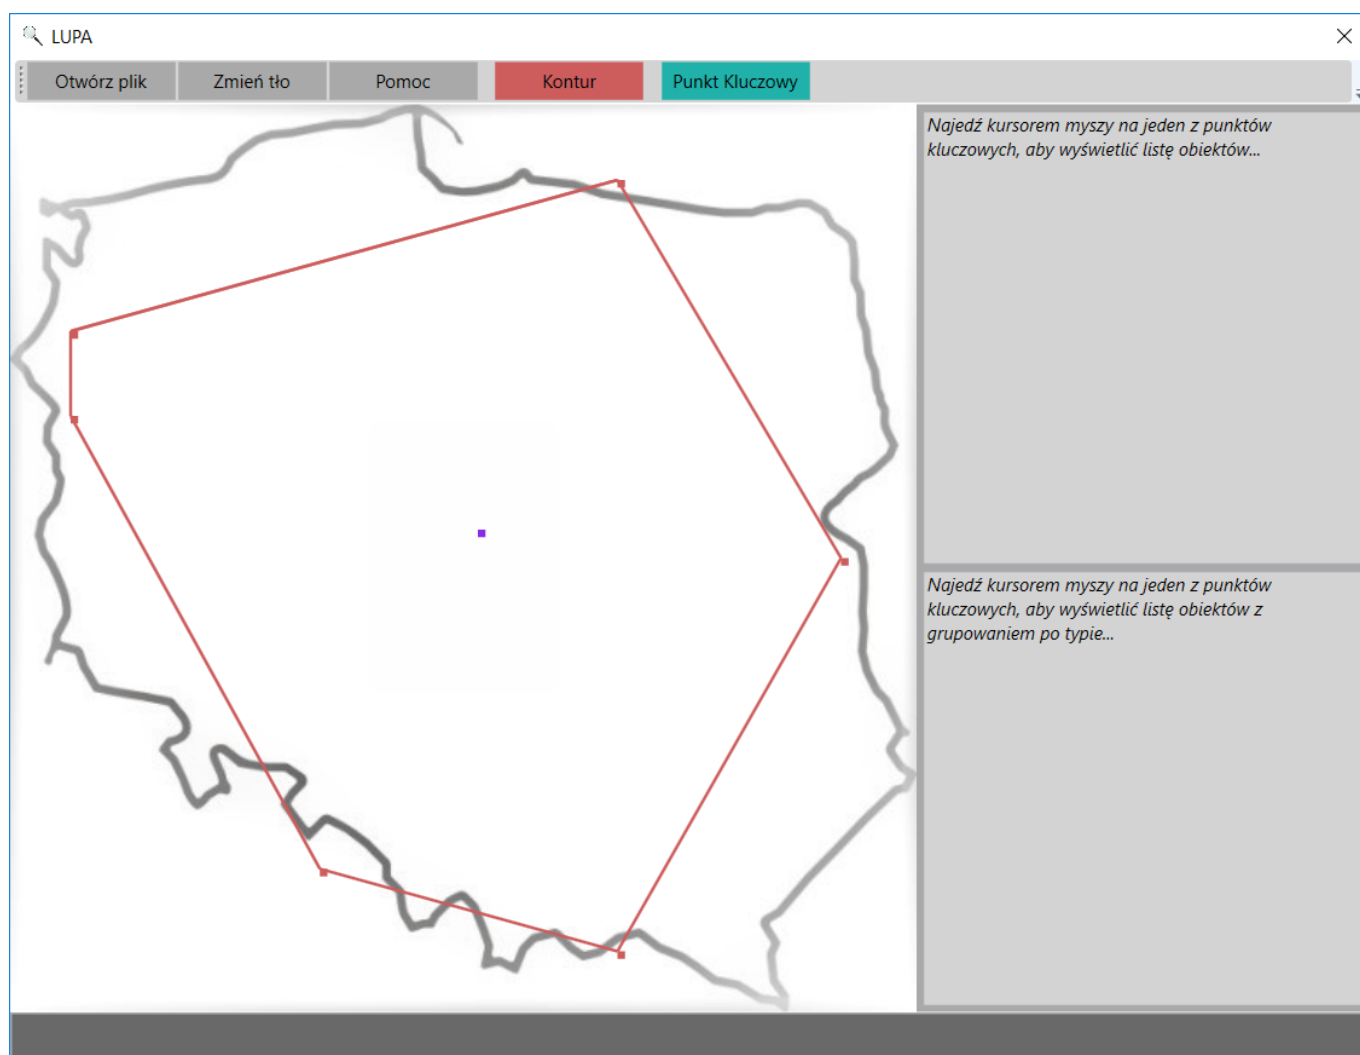 LUPA
Otwórz plik
Zmień tło
Pomoc
Kontur
Punkt Kluczowy
Najedź kursorem myszy na jeden z punktów
kluczowych, aby wyświetlić listę obiektów...
Najedź kursorem myszy na jeden z punktów
kluczowych, aby wyświetlić listę obiektów z
grupowaniem po typie...